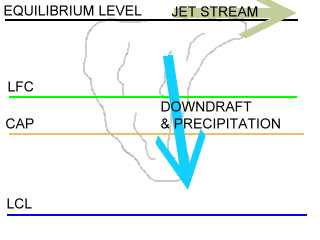 EQUILIBRIUM LEVEL
JET STREAM
LFC
DOWNDRAFT
& PRECIPITATION
CAP
LCL